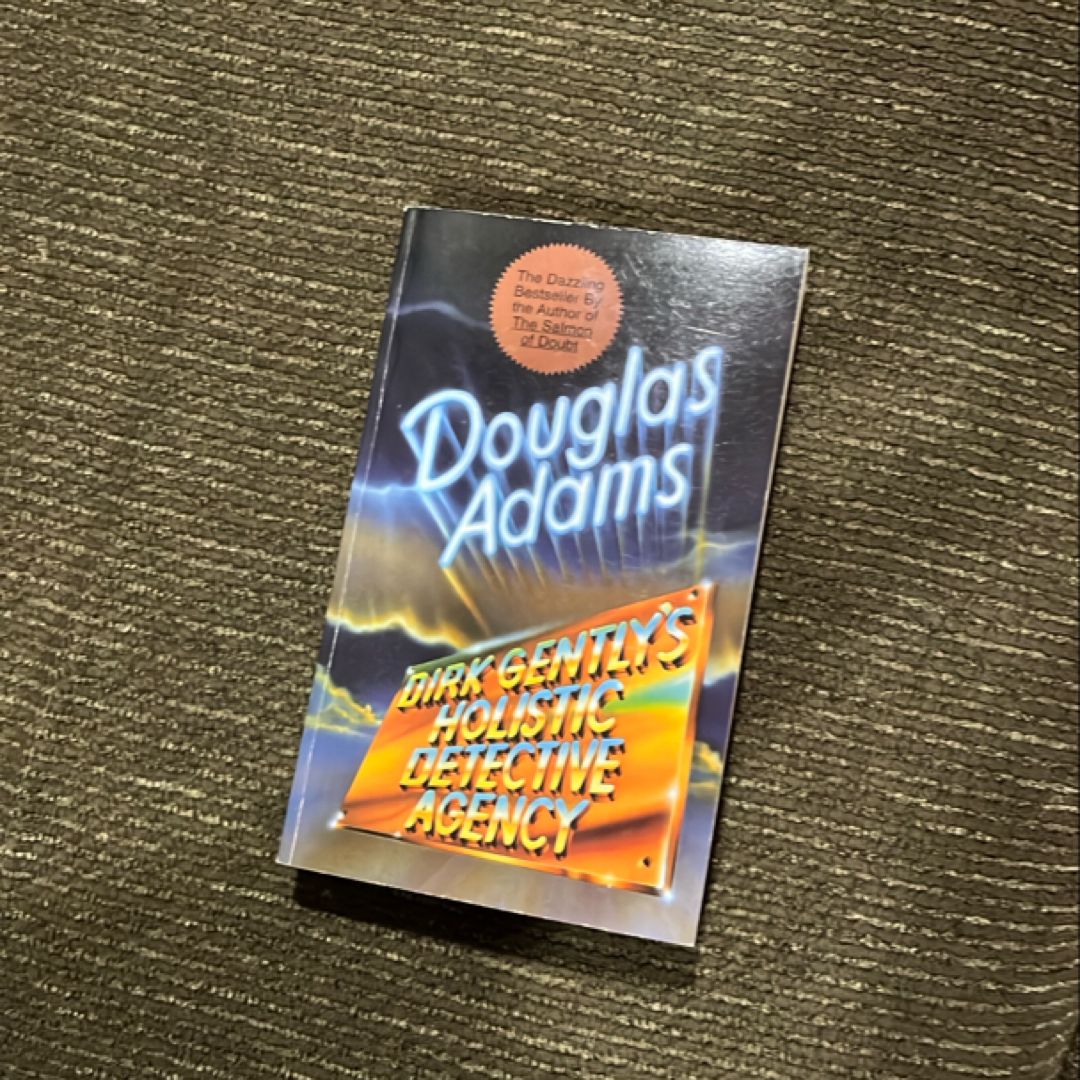 The Dazzling
Bestseller By
the Author of
The Salmon
of Doubt
Douglas
Adams
DIRK GENTLY'S
HOLISTIC
DETECTIVE
AGENCY